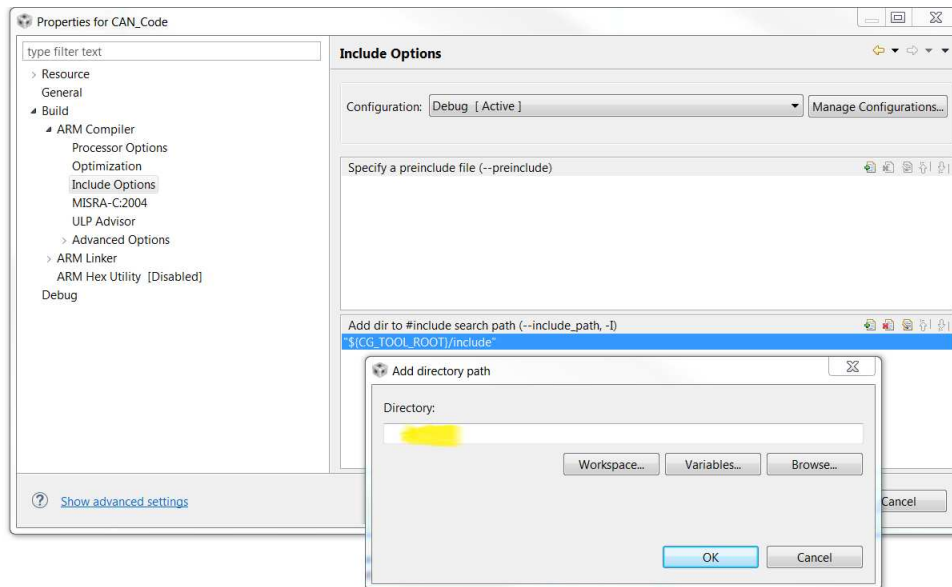 Properties for CAN_Code
type filter text
Resource
General
Build
ARM Compiler
Processor Options
Optimization
Include Options
MISRA-C:2004
ULP Advisor
Advanced Options
ARM Linker
ARM Hex Utility [Disabled]
Debug
Show advanced settings
Include Options
Configuration: Debug [ Active ] Manage Configurations...
Specify a preinclude file (--preinclude)
Add dir to #include search path (--include_path, -I)
"${CG_TOOL_ROOT}/include"
Add directory path
Directory:
Workspace... Variables... Browse...
OK Cancel
Cancel